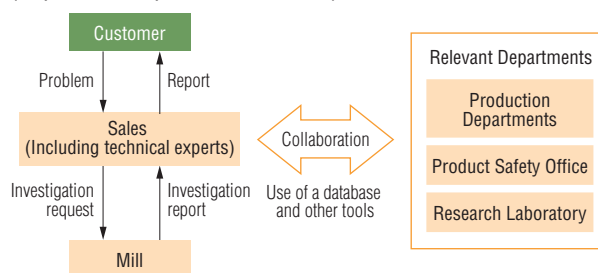 Customer
Problem
Report
Sales
(Including technical experts)
Investigation
request
Investigation
report
Mill
Collaboration
Use of a database
and other tools
Relevant Departments
Production
Departments
Product Safety Office
Research Laboratory